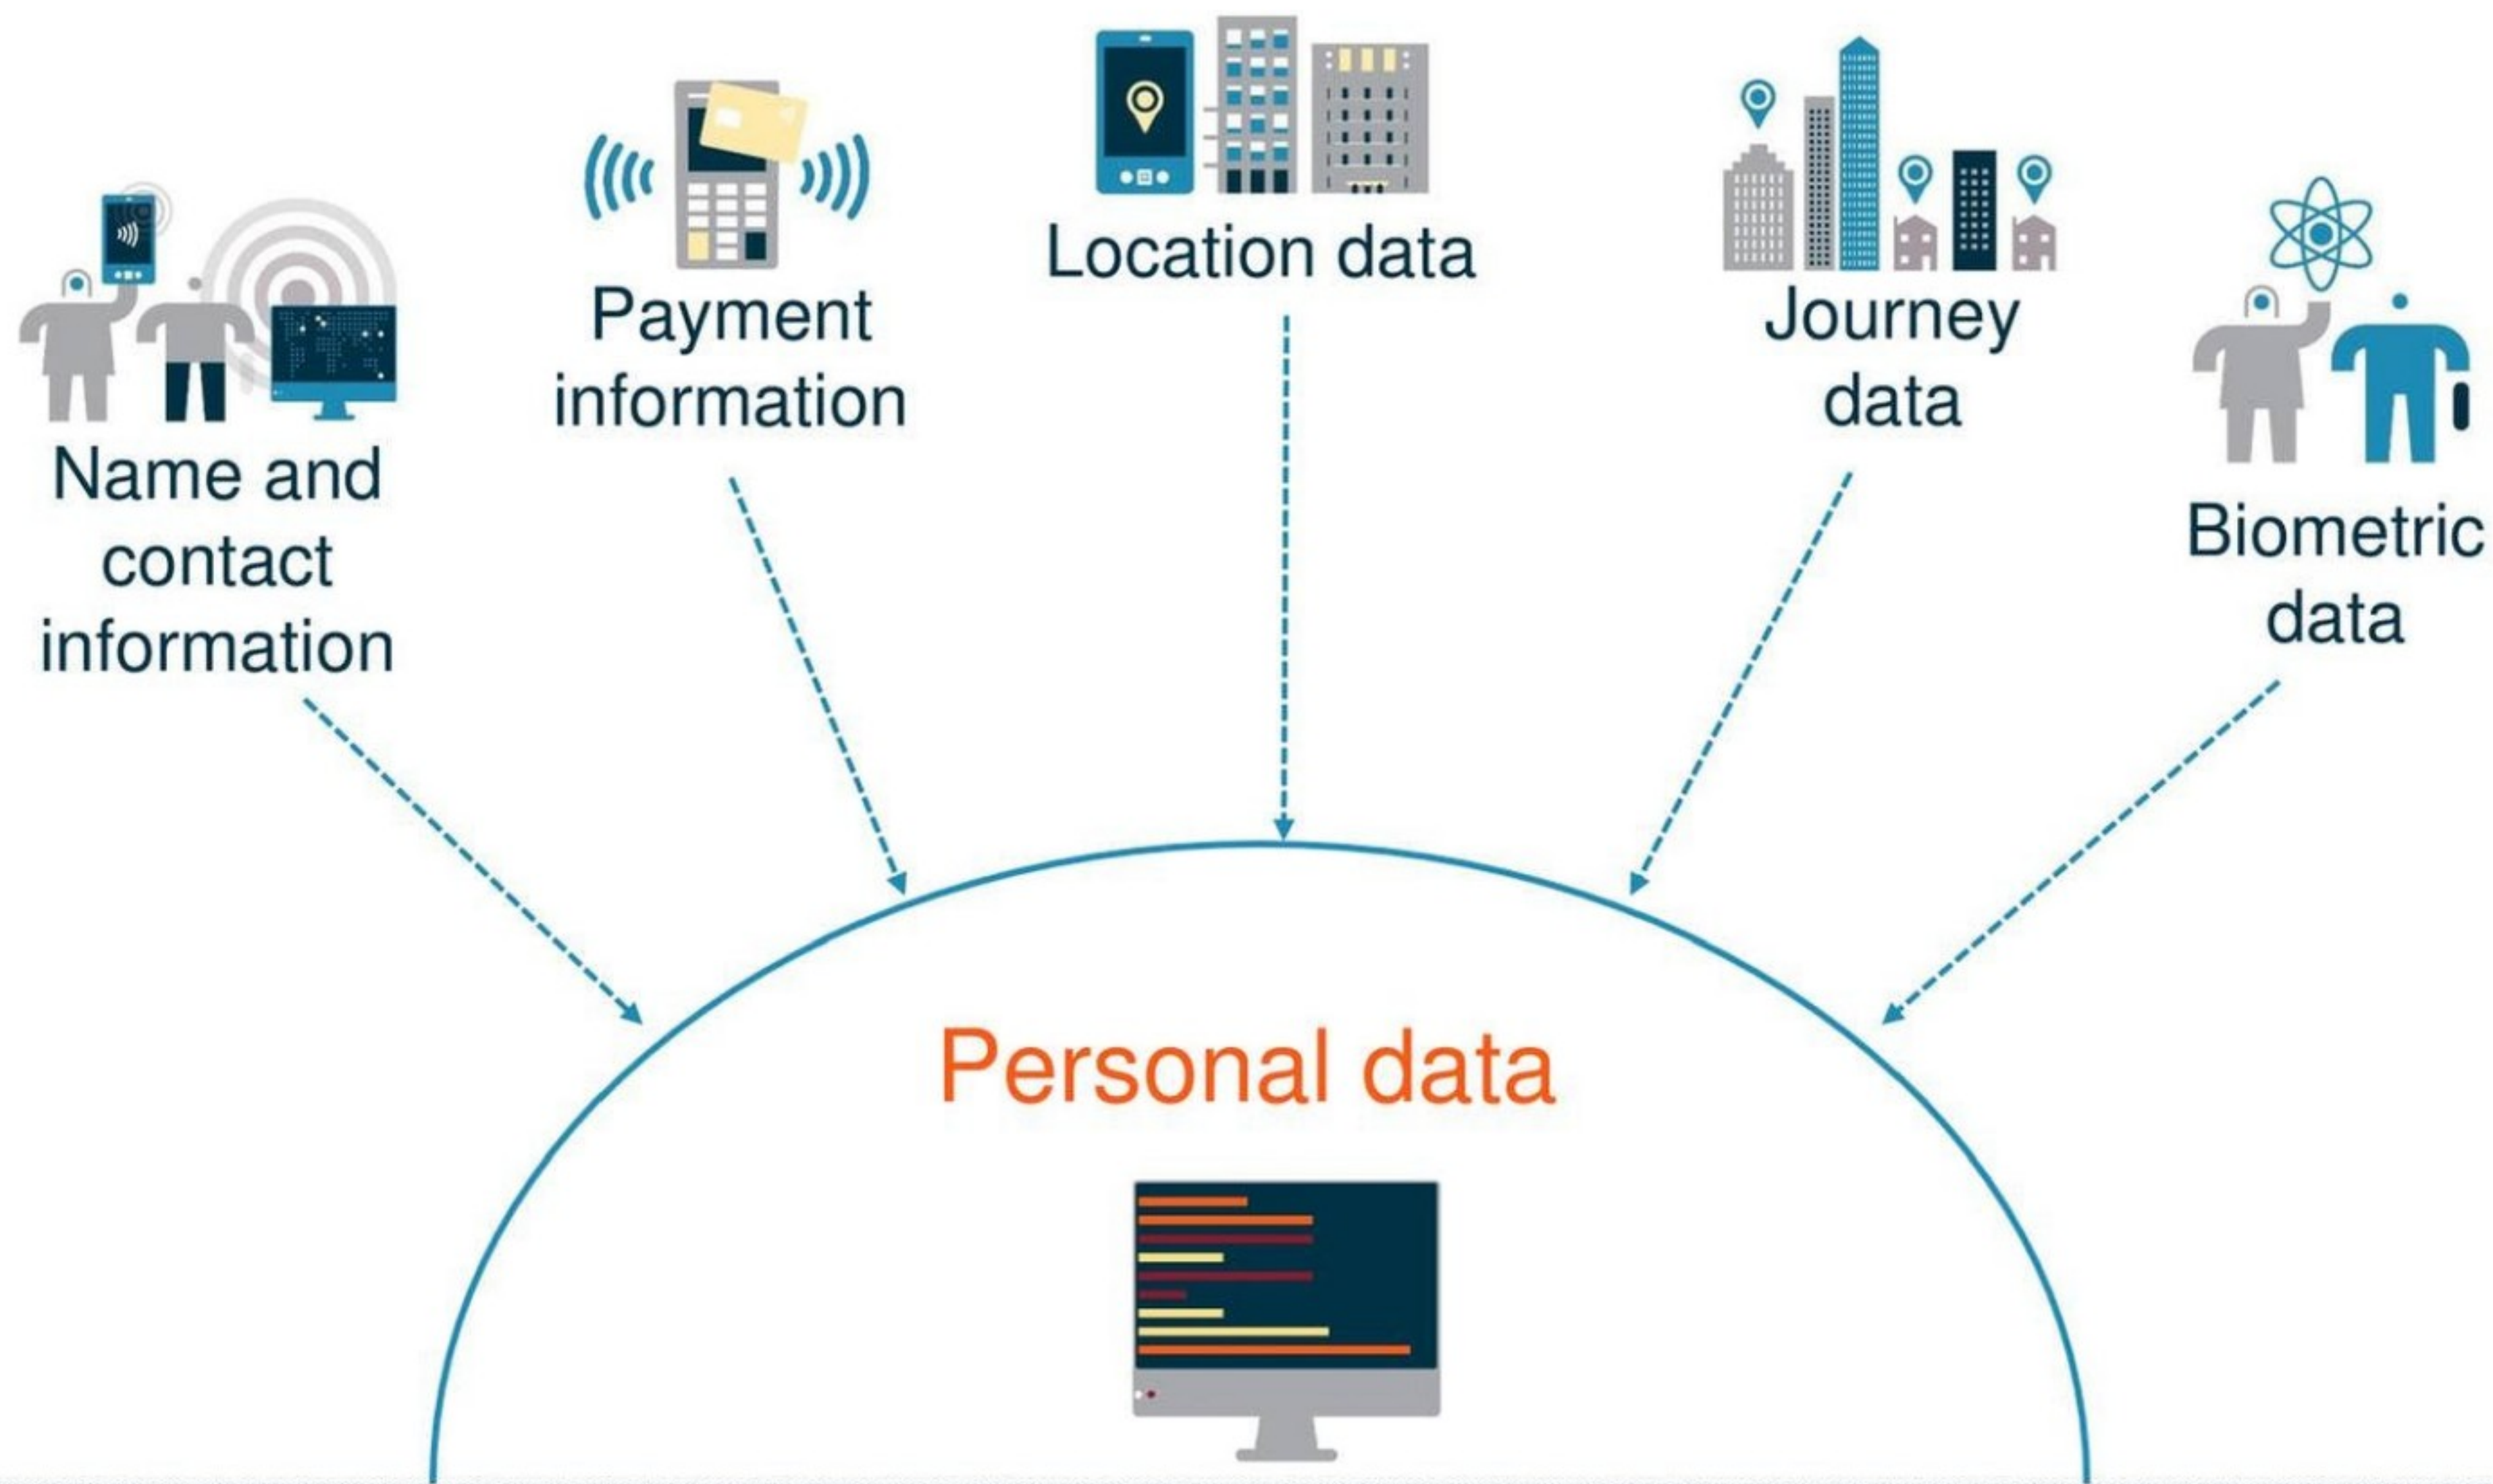 Name and
contact
information
Payment
information
Location data
Journey
data
Biometric
data
Personal data